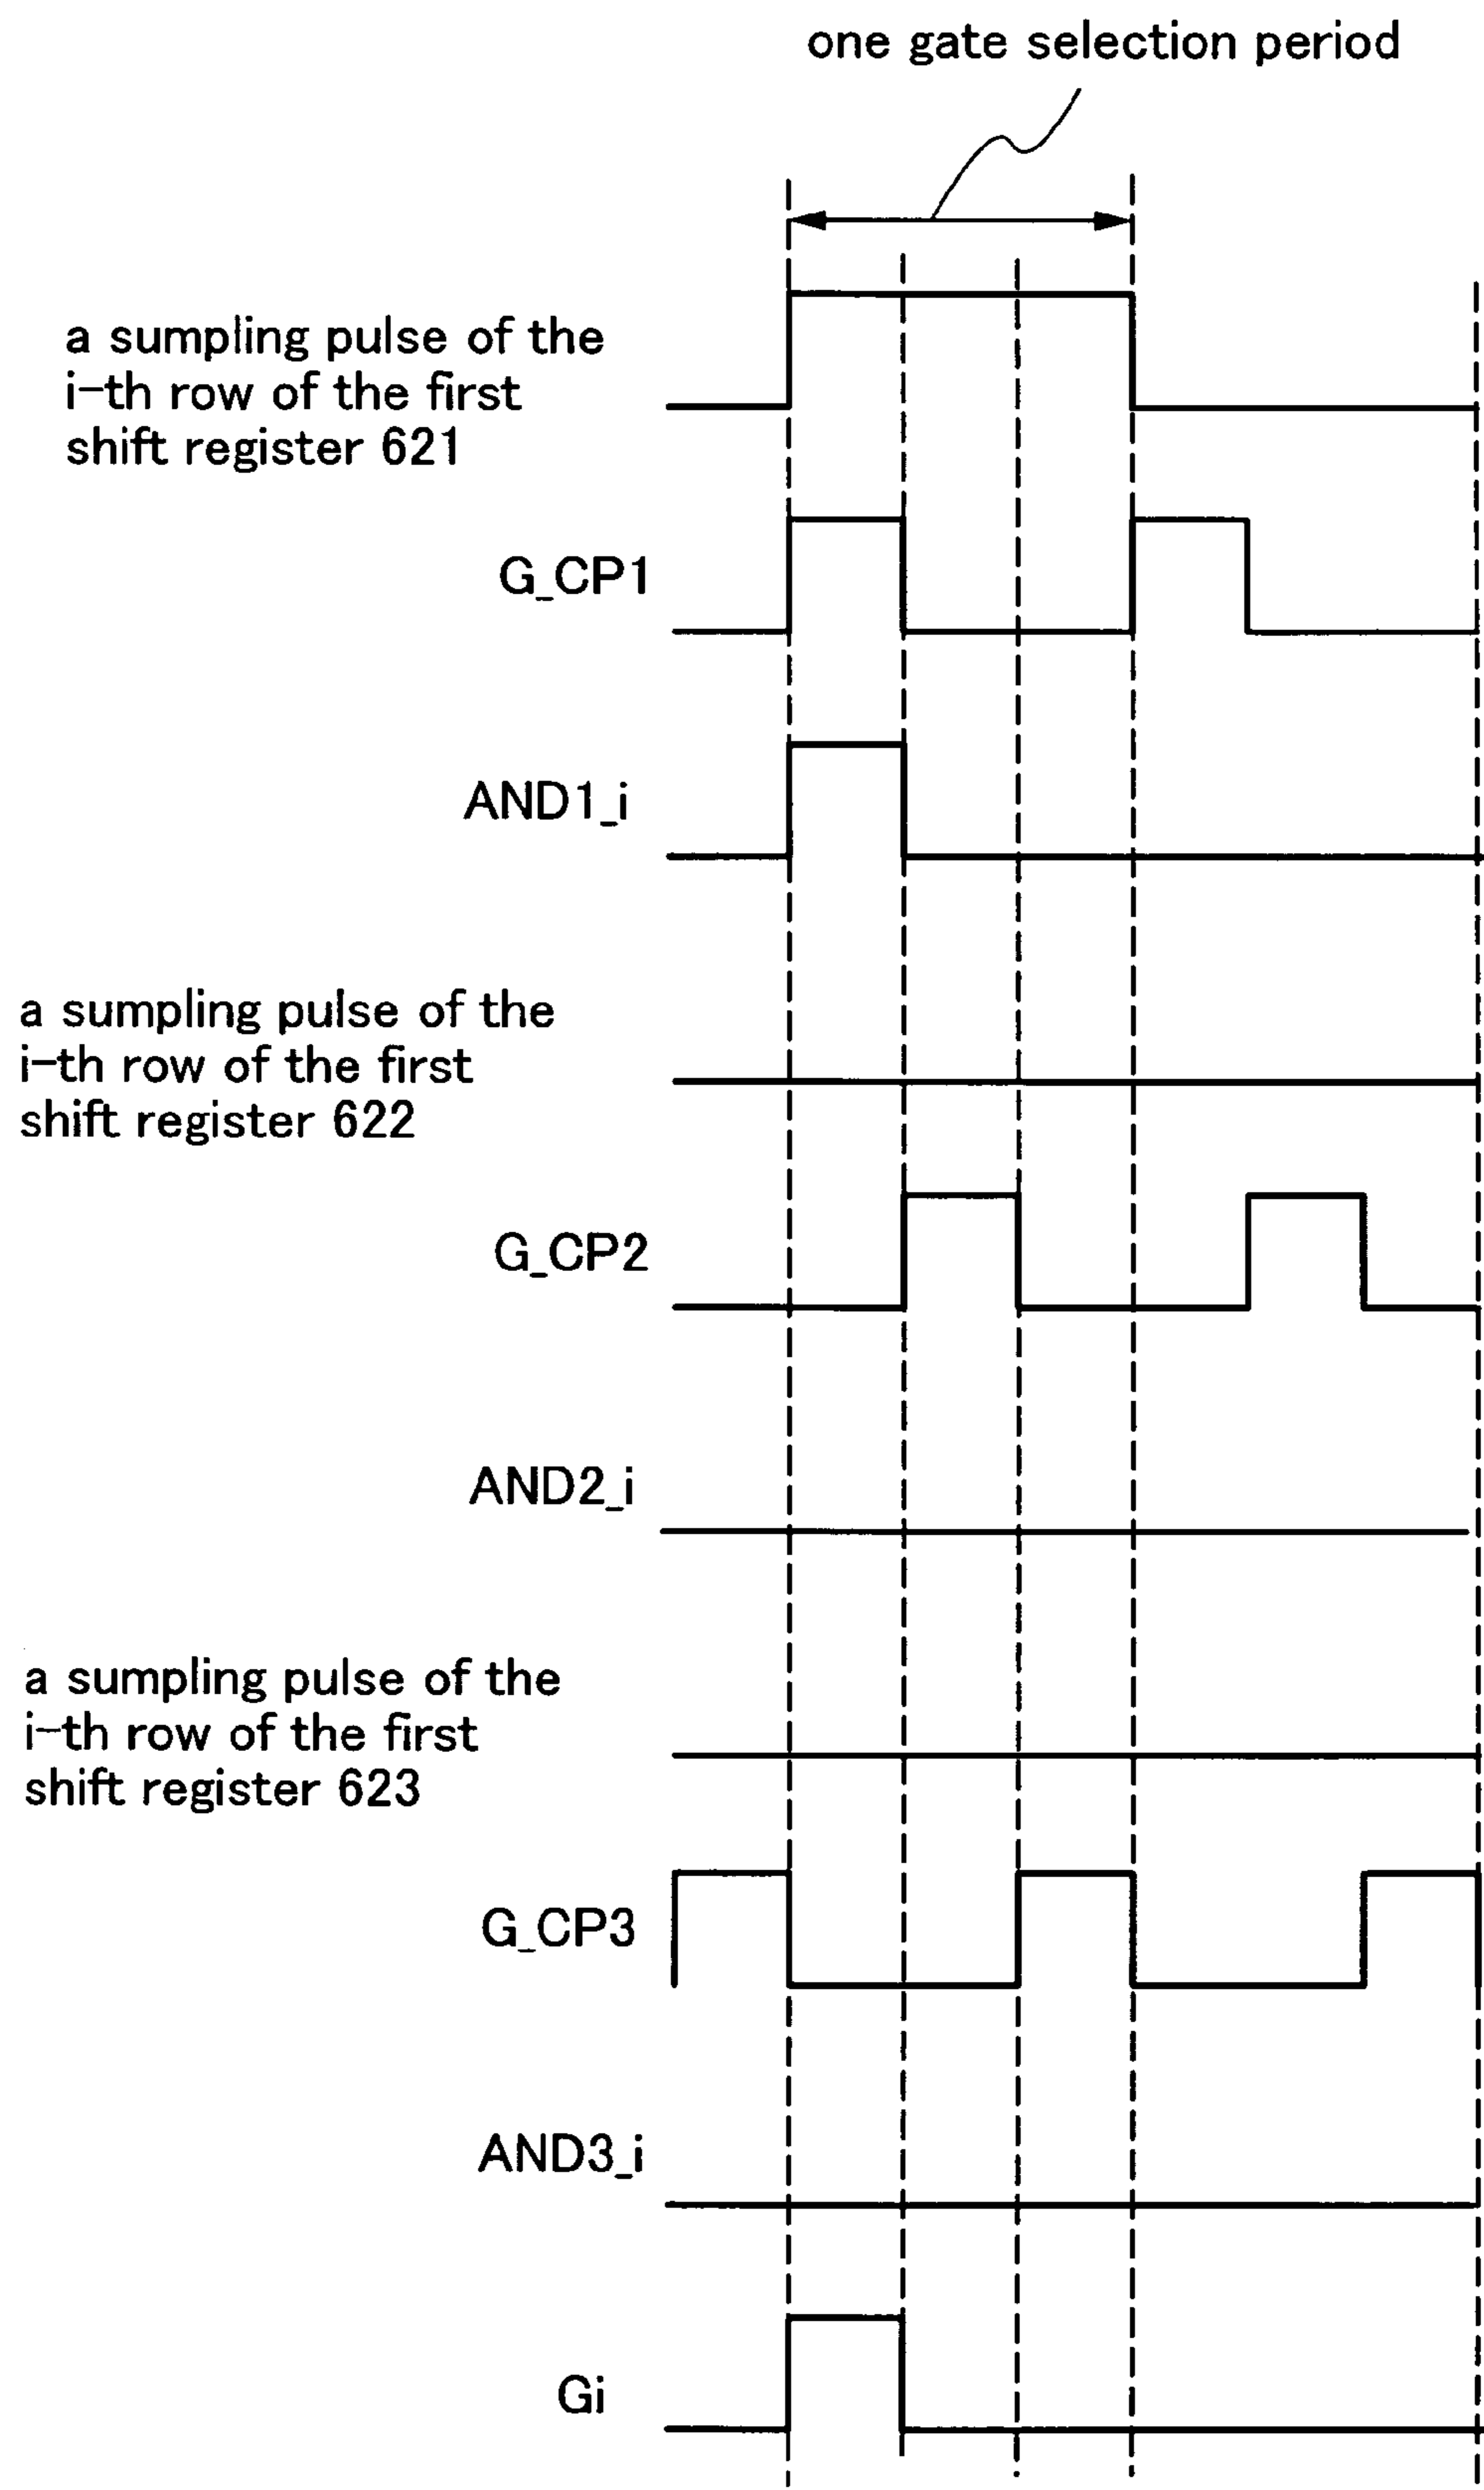 one gate selection period
a sumpling pulse of the
i-th row of the first
shift register 621
G_CP1
AND1_i
a sumpling pulse of the
i-th row of the first
shift register 622
G_CP2
AND2_i
a sumpling pulse of the
i-th row of the first
shift register 623
G_CP3
AND3_i
Gi